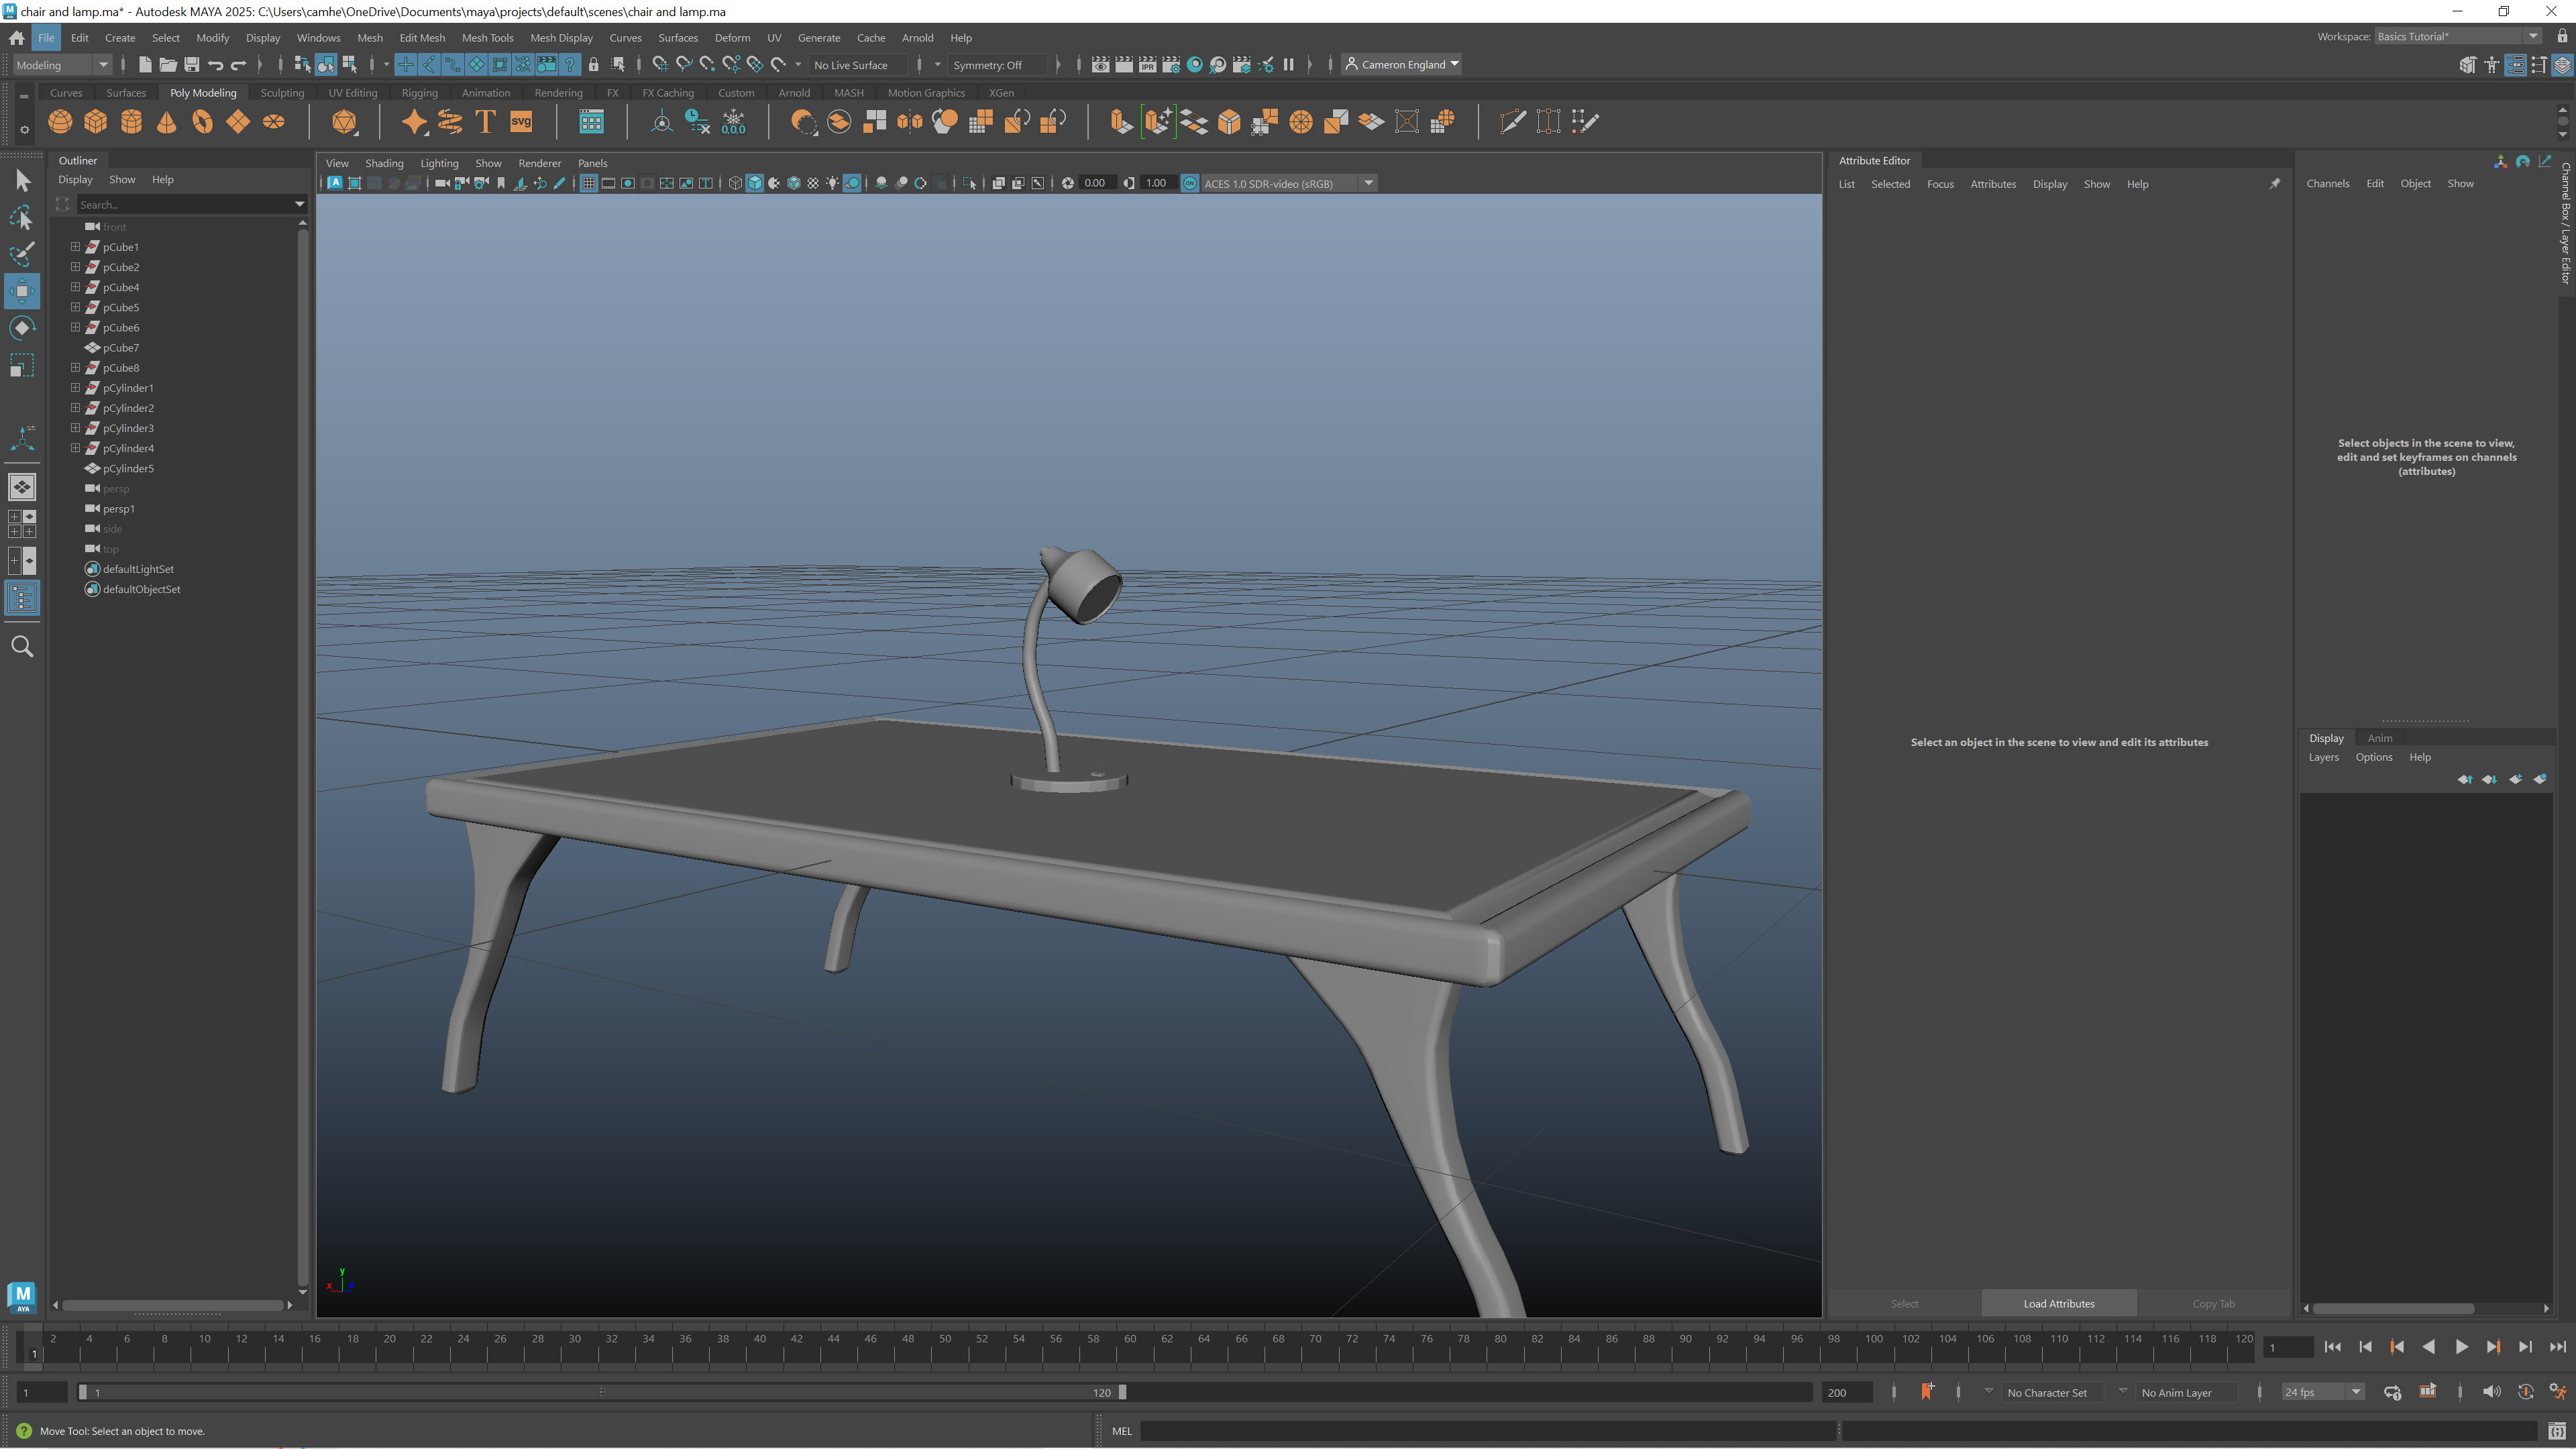 chair and lamp.ma* - Autodesk MAYA 2025: C:\Users\camhe\OneDrive\Documents\maya\projects\default\scenes\chair and lamp.ma
File Edit Create Select Modify Display Windows Mesh Edit Mesh Mesh Tools Mesh Display Curves Surfaces Deform UV Generate Cache Arnold Help
Workspace: Basics Tutorial*
Modeling
No Live Surface
Symmetry: Off
IPR
Cameron England
Curves Surfaces Poly Modeling Sculpting UV Editing Rigging Animation Rendering FX FX Caching Custom Arnold MASH Motion Graphics XGen
T
SVG
0,0,0
Outliner
Display Show Help
Search...
front
pCube1
pCube2
pCube4
pCube5
pCube6
pCube7
pCube8
pCylinder1
pCylinder2
pCylinder3
pCylinder4
pCylinder5
persp
persp1
side
top
defaultLightSet
defaultObjectSet
View Shading Lighting Show Renderer Panels
0.00
1.00
ON
ACES 1.0 SDR-video (sRGB)
y
x
Attribute Editor
List Selected Focus Attributes Display Show Help
Select an object in the scene to view and edit its attributes
Select Load Attributes Copy Tab
Channels Edit Object Show
Channel Box / Layer Editor
Select objects in the scene to view,
edit and set keyframes on channels
(attributes)
Display Anim
Layers Options Help
M
AYA
2 4 6 8 10 12 14 16 18 20 22 24 26 28 30 32 34 36 38 40 42 44 46 48 50 52 54 56 58 60 62 64 66 68 70 72 74 76 78 80 82 84 86 88 90 92 94 96 98 100 102 104 106 108 110 112 114 116 118 120
1
1
1
1
120
200
No Character Set
No Anim Layer
24 fps
Move Tool: Select an object to move.
MEL